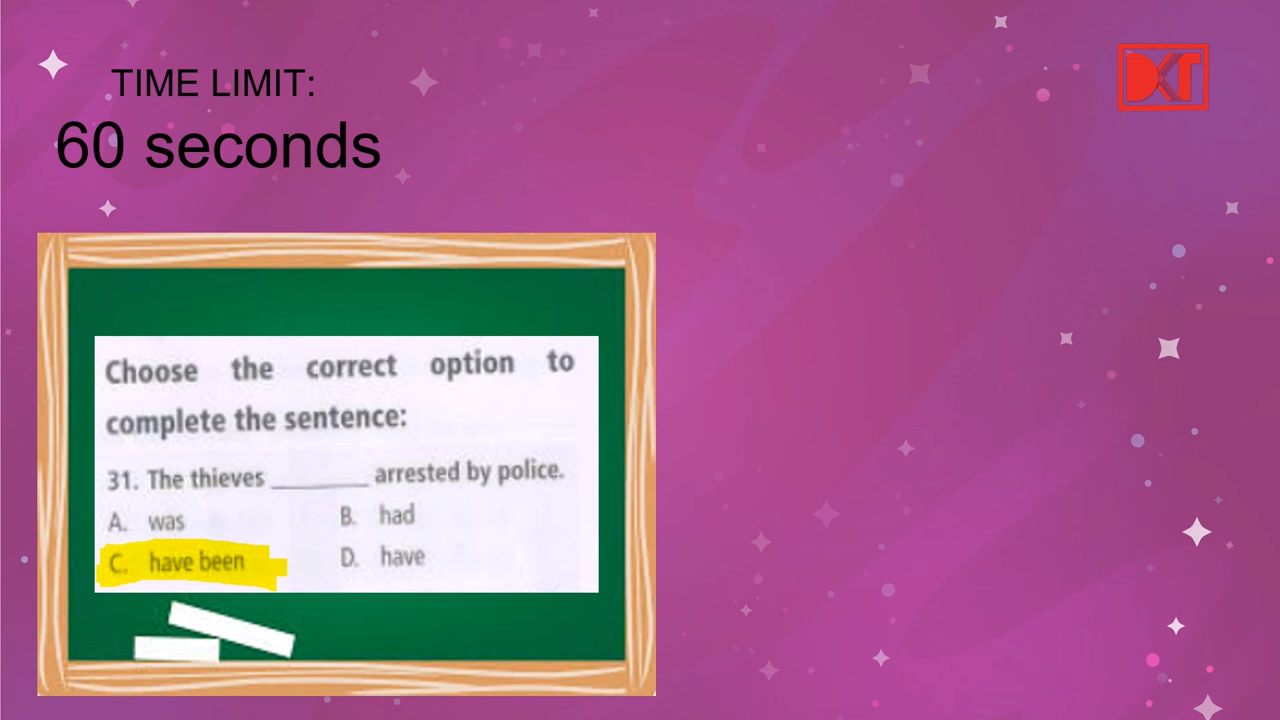 TIME LIMIT:
60 seconds
DKT
Choose the correct option to
complete the sentence:
31. The thieves ________ arrested by police.
A. was B. had
C. have been D. have